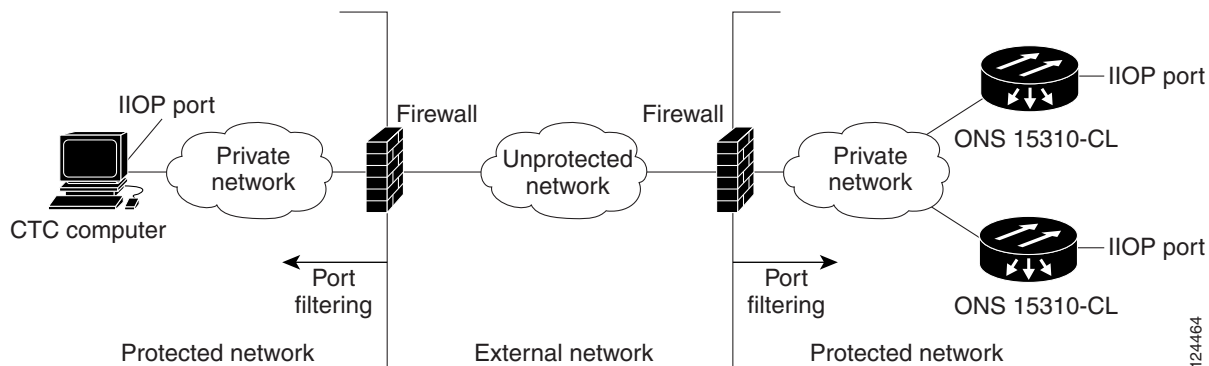 IIOP port
Private
network
CTC computer
Firewall
Unprotected
network
Firewall
Private
network
IIOP port
ONS 15310-CL
IIOP port
ONS 15310-CL
Port
filtering
Port
filtering
Protected network
External network
Protected network
124464